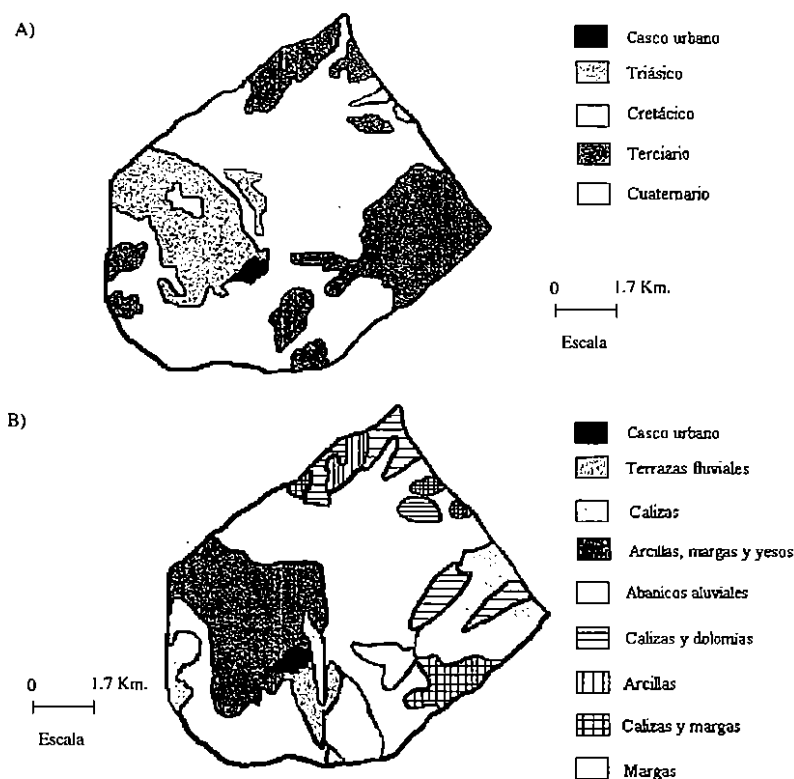 A)
Casco urbano
Triásico
Cretácico
Terciario
Cuaternario
0 1.7 Km.
Escala
B)
Casco urbano
Terrazas fluviales
Calizas
Arcillas, margas y yesos
Abanicos aluviales
Calizas y dolomías
Arcillas
Calizas y margas
Margas
0 1.7 Km.
Escala